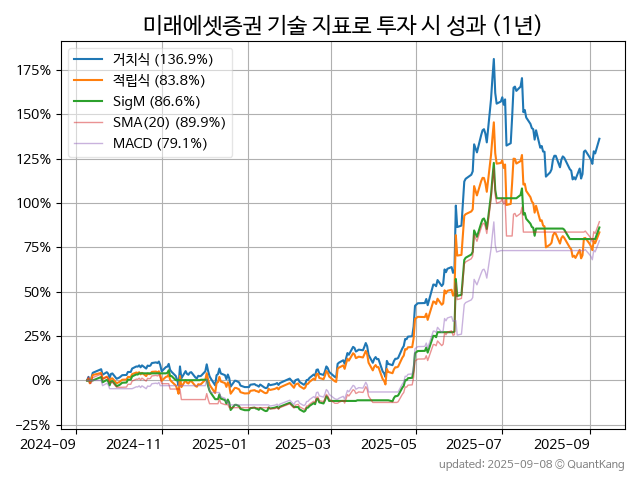 미래에셋증권 기술 지표로 투자 시 성과 (1년)
거치식 (136.9%)
적립식 (83.8%)
SigM (86.6%)
SMA(20) (89.9%)
MACD (79.1%)
175%
150%
125%
100%
75%
50%
25%
0%
−25%
2024-09 2024-11 2025-01 2025-03 2025-05 2025-07 2025-09
updated: 2025-09-08 © QuantKang